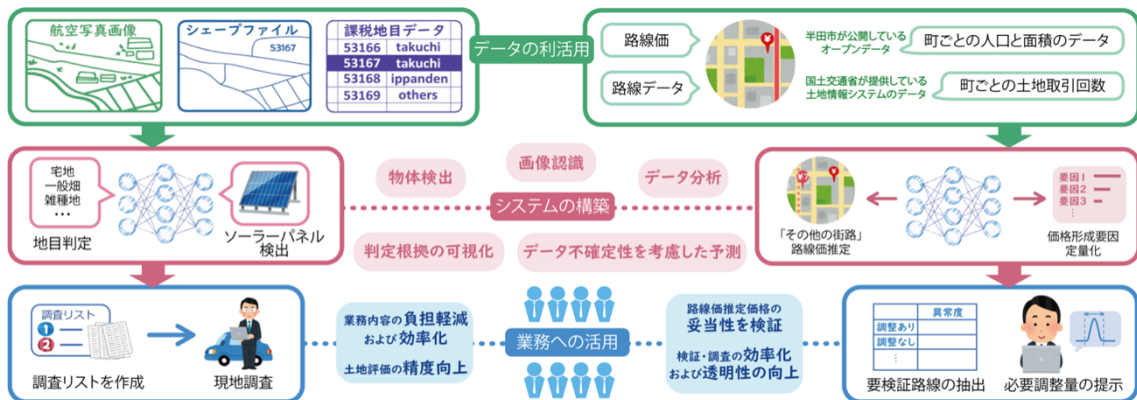 航空写真画像
シェープファイル
53167
課税地目データ
53166 takuchi
53167 takuchi
53168 ippanden
53169 others
データの利活用
路線価
路線データ
¥
半田市が公開している
オープンデータ
町ごとの人口と面積のデータ
国土交通省が提供している
土地情報システムのデータ
町ごとの土地取引回数
宅地
一般畑
雑種地
…
地目判定
ソーラーパネル
検出
物体検出
画像認識
データ分析
システムの構築
判定根拠の可視化
データ不確定性を考慮した予測
¥?
¥
「その他の街路」
路線価推定
要因1
要因2
要因3
⋮
価格形成要因
定量化
調査リスト
1
2
調査リストを作成
現地調査
業務内容の負担軽減
および効率化
土地評価の精度向上
業務への活用
路線価推定価格の
妥当性を検証
検証・調査の効率化
および透明性の向上
異常度
調整あり
調整なし
⋮
要検証路線の抽出
必要調整量の提示